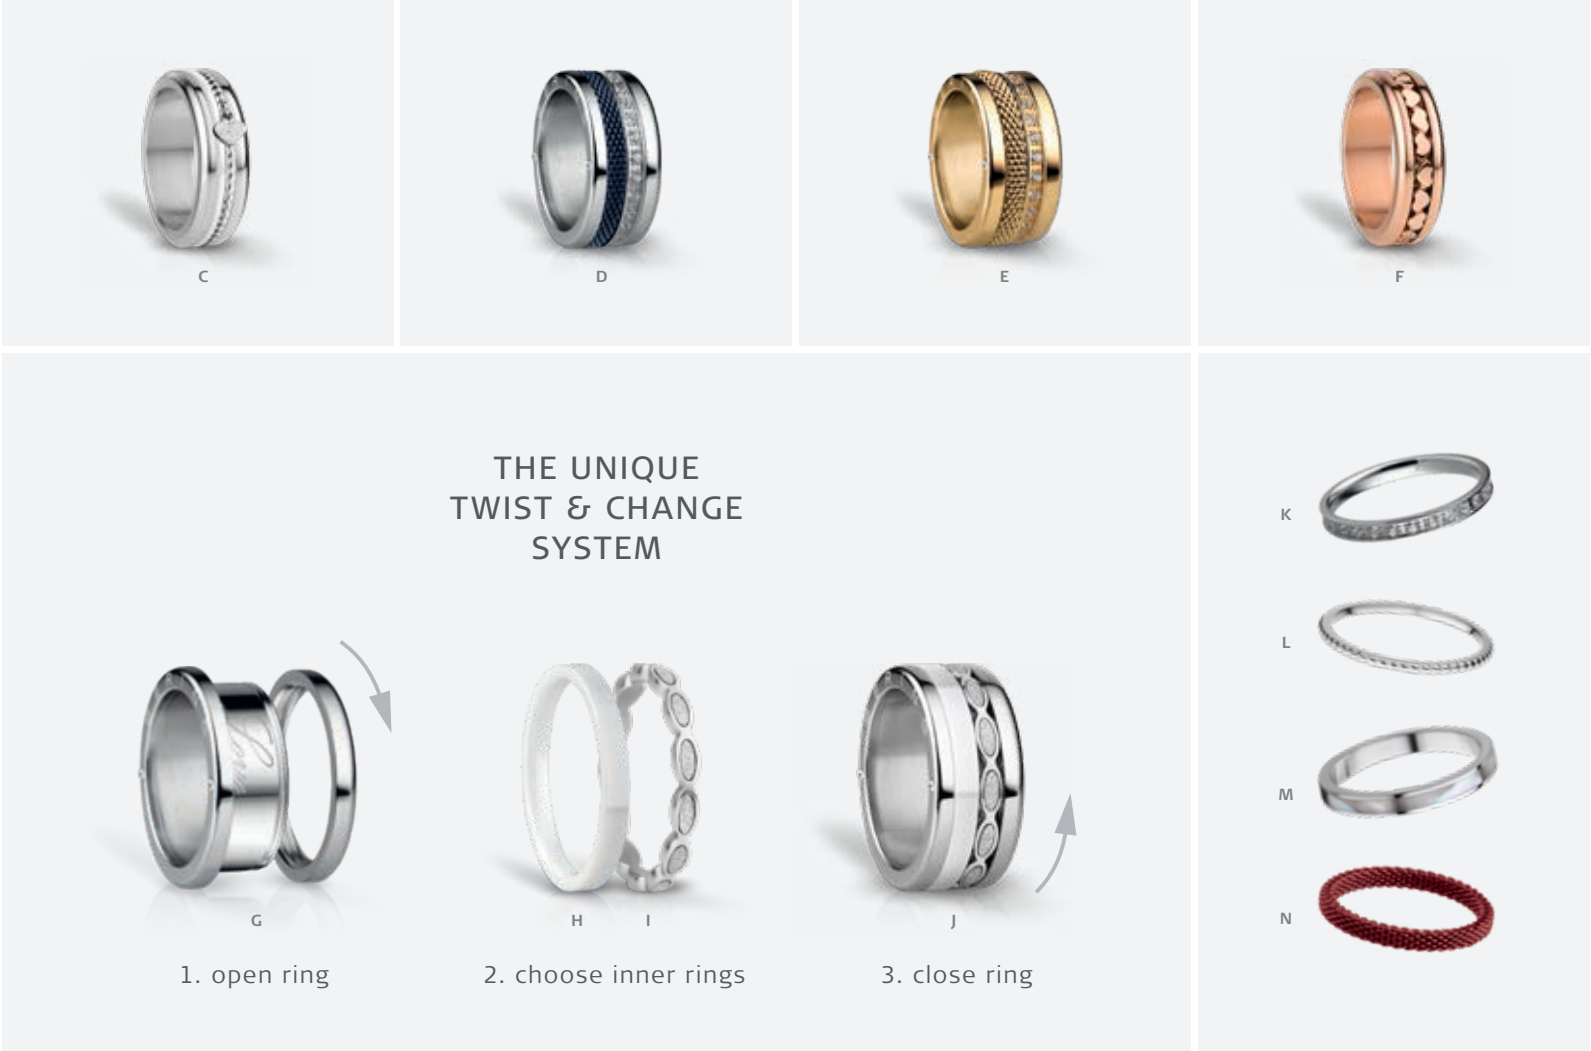 C
D
E
F
THE UNIQUE
TWIST & CHANGE
SYSTEM
G
H
I
J
1. open ring
2. choose inner rings
3. close ring
K
L
M
N